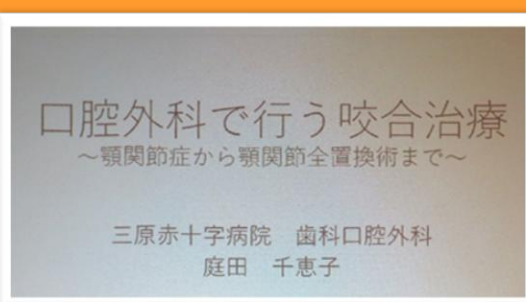 口腔外科で行う咬合治療
～顎関節症から顎関節全置換術まで～
三原赤十字病院　歯科口腔外科
庭田　千恵子